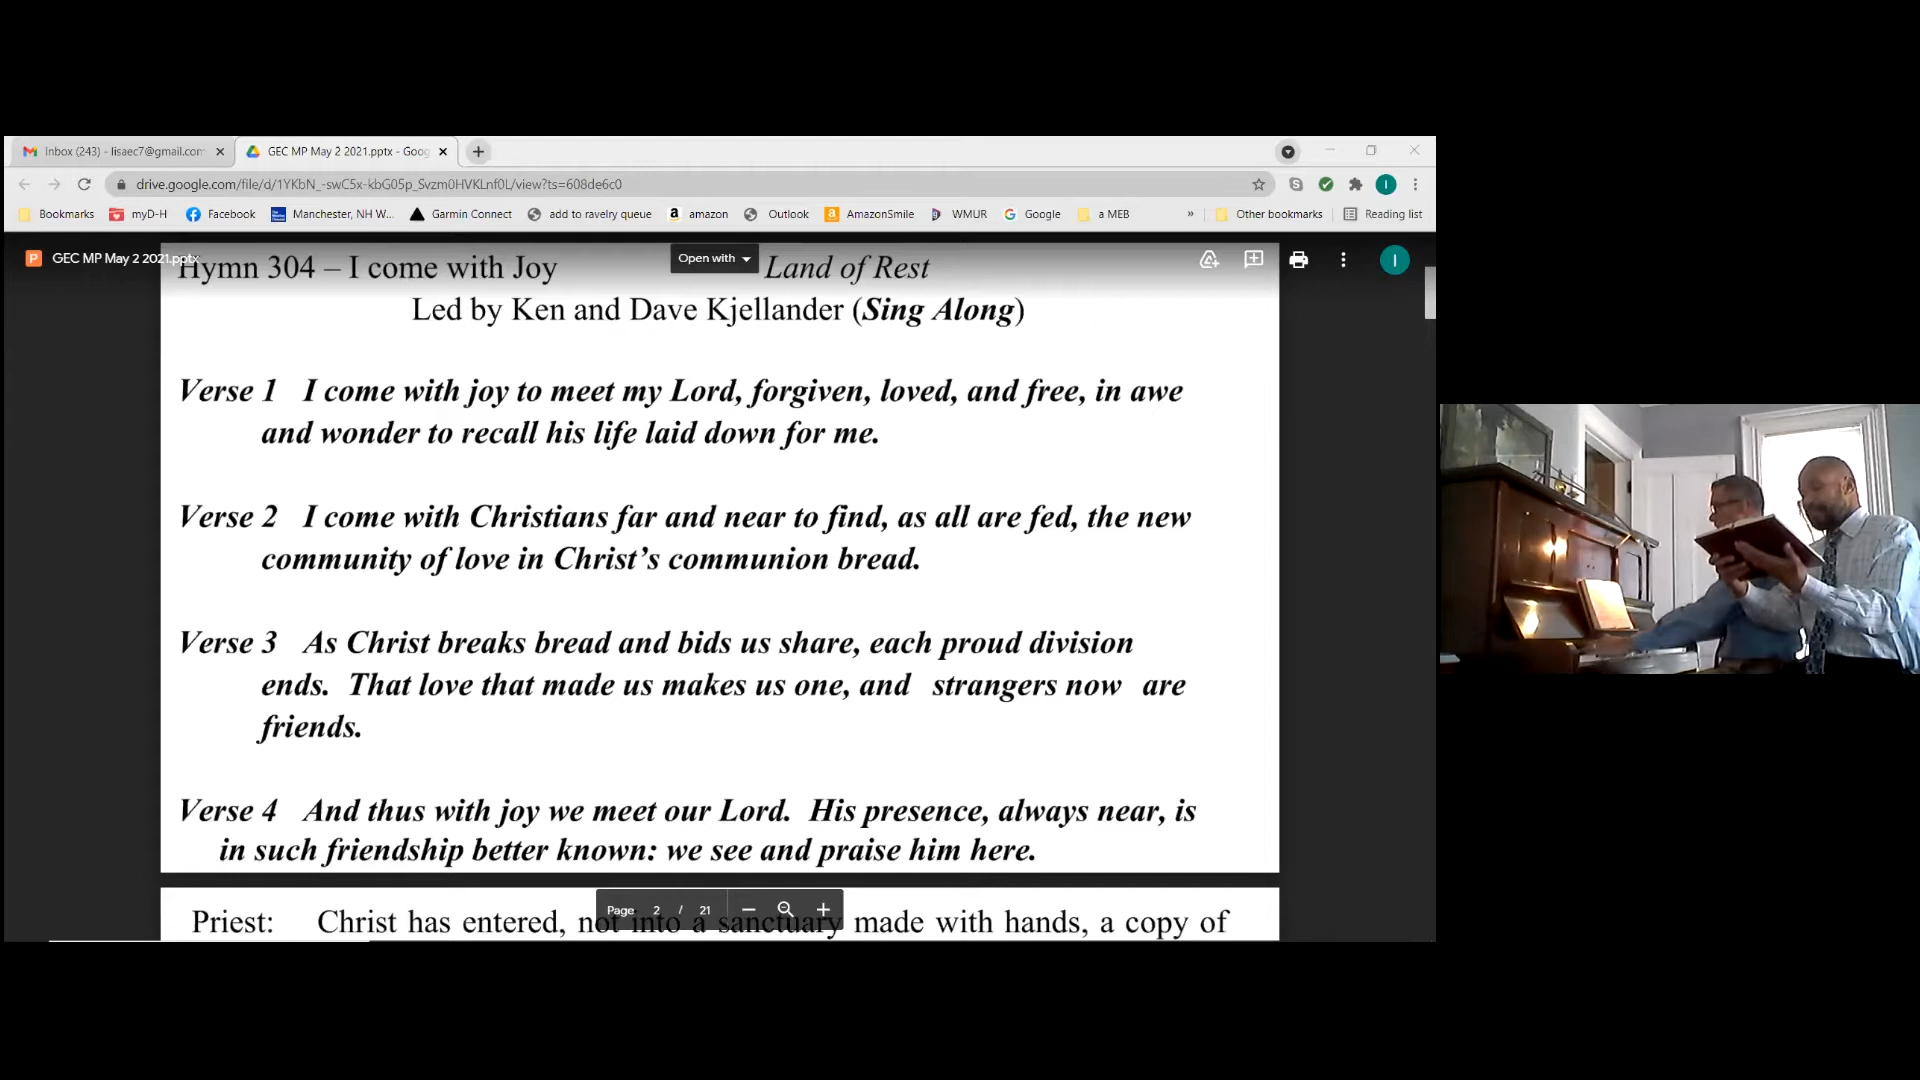 Inbox (243) - lisaec7@gmail.com
GEC MP May 2 2021.pptx - Goog
drive.google.com/file/d/1YKbN_-swC5x-kbG05p_Svzm0HVKLnf0L/view?ts=608de6c0
Bookmarks myD-H Facebook Manchester, NH W... Garmin Connect add to ravelry queue amazon Outlook AmazonSmile WMUR Google a MEB » Other bookmarks Reading list
GEC MP May 2 2021.pptx
Open with
Hymn 304 – I come with Joy Land of Rest
Led by Ken and Dave Kjellander (Sing Along)
Verse 1 I come with joy to meet my Lord, forgiven, loved, and free, in awe
and wonder to recall his life laid down for me.
Verse 2 I come with Christians far and near to find, as all are fed, the new
community of love in Christ’s communion bread.
Verse 3 As Christ breaks bread and bids us share, each proud division
ends. That love that made us makes us one, and strangers now are
friends.
Verse 4 And thus with joy we meet our Lord. His presence, always near, is
in such friendship better known: we see and praise him here.
Page 2 / 21
Priest: Christ has entered, not into a sanctuary made with hands, a copy of